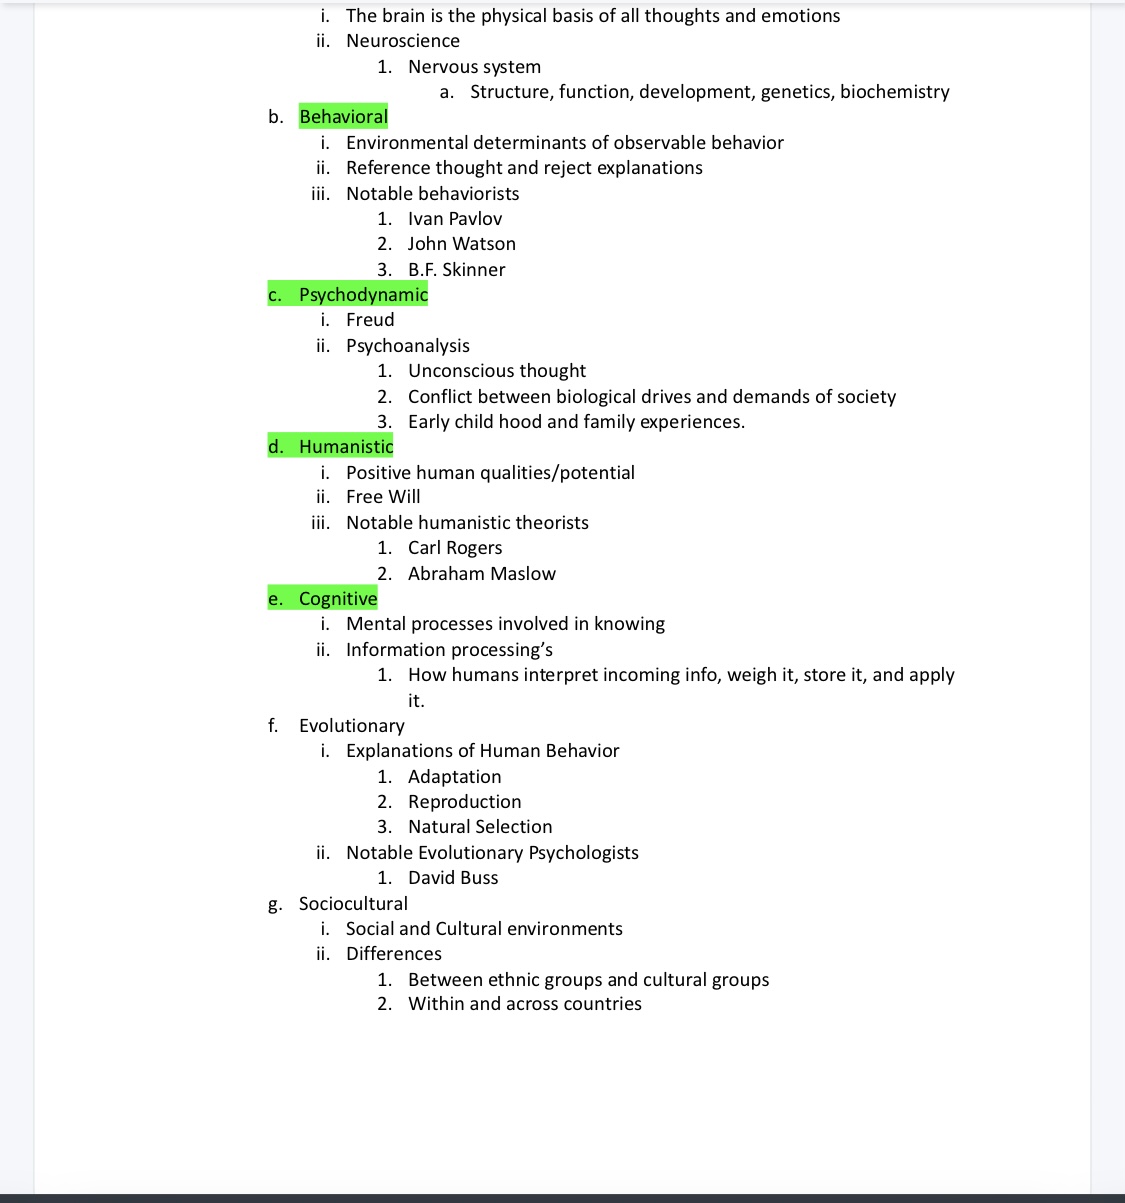 i. The brain is the physical basis of all thoughts and emotions
ii. Neuroscience
1. Nervous system
a. Structure, function, development, genetics, biochemistry
b. Behavioral
i. Environmental determinants of observable behavior
ii. Reference thought and reject explanations
iii. Notable behaviorists
1. Ivan Pavlov
2. John Watson
3. B.F. Skinner
c. Psychodynamic
i. Freud
ii. Psychoanalysis
1. Unconscious thought
2. Conflict between biological drives and demands of society
3. Early child hood and family experiences.
d. Humanistic
i. Positive human qualities/potential
ii. Free Will
iii. Notable humanistic theorists
1. Carl Rogers
2. Abraham Maslow
e. Cognitive
i. Mental processes involved in knowing
ii. Information processing’s
1. How humans interpret incoming info, weigh it, store it, and apply
it.
f. Evolutionary
i. Explanations of Human Behavior
1. Adaptation
2. Reproduction
3. Natural Selection
ii. Notable Evolutionary Psychologists
1. David Buss
g. Sociocultural
i. Social and Cultural environments
ii. Differences
1. Between ethnic groups and cultural groups
2. Within and across countries